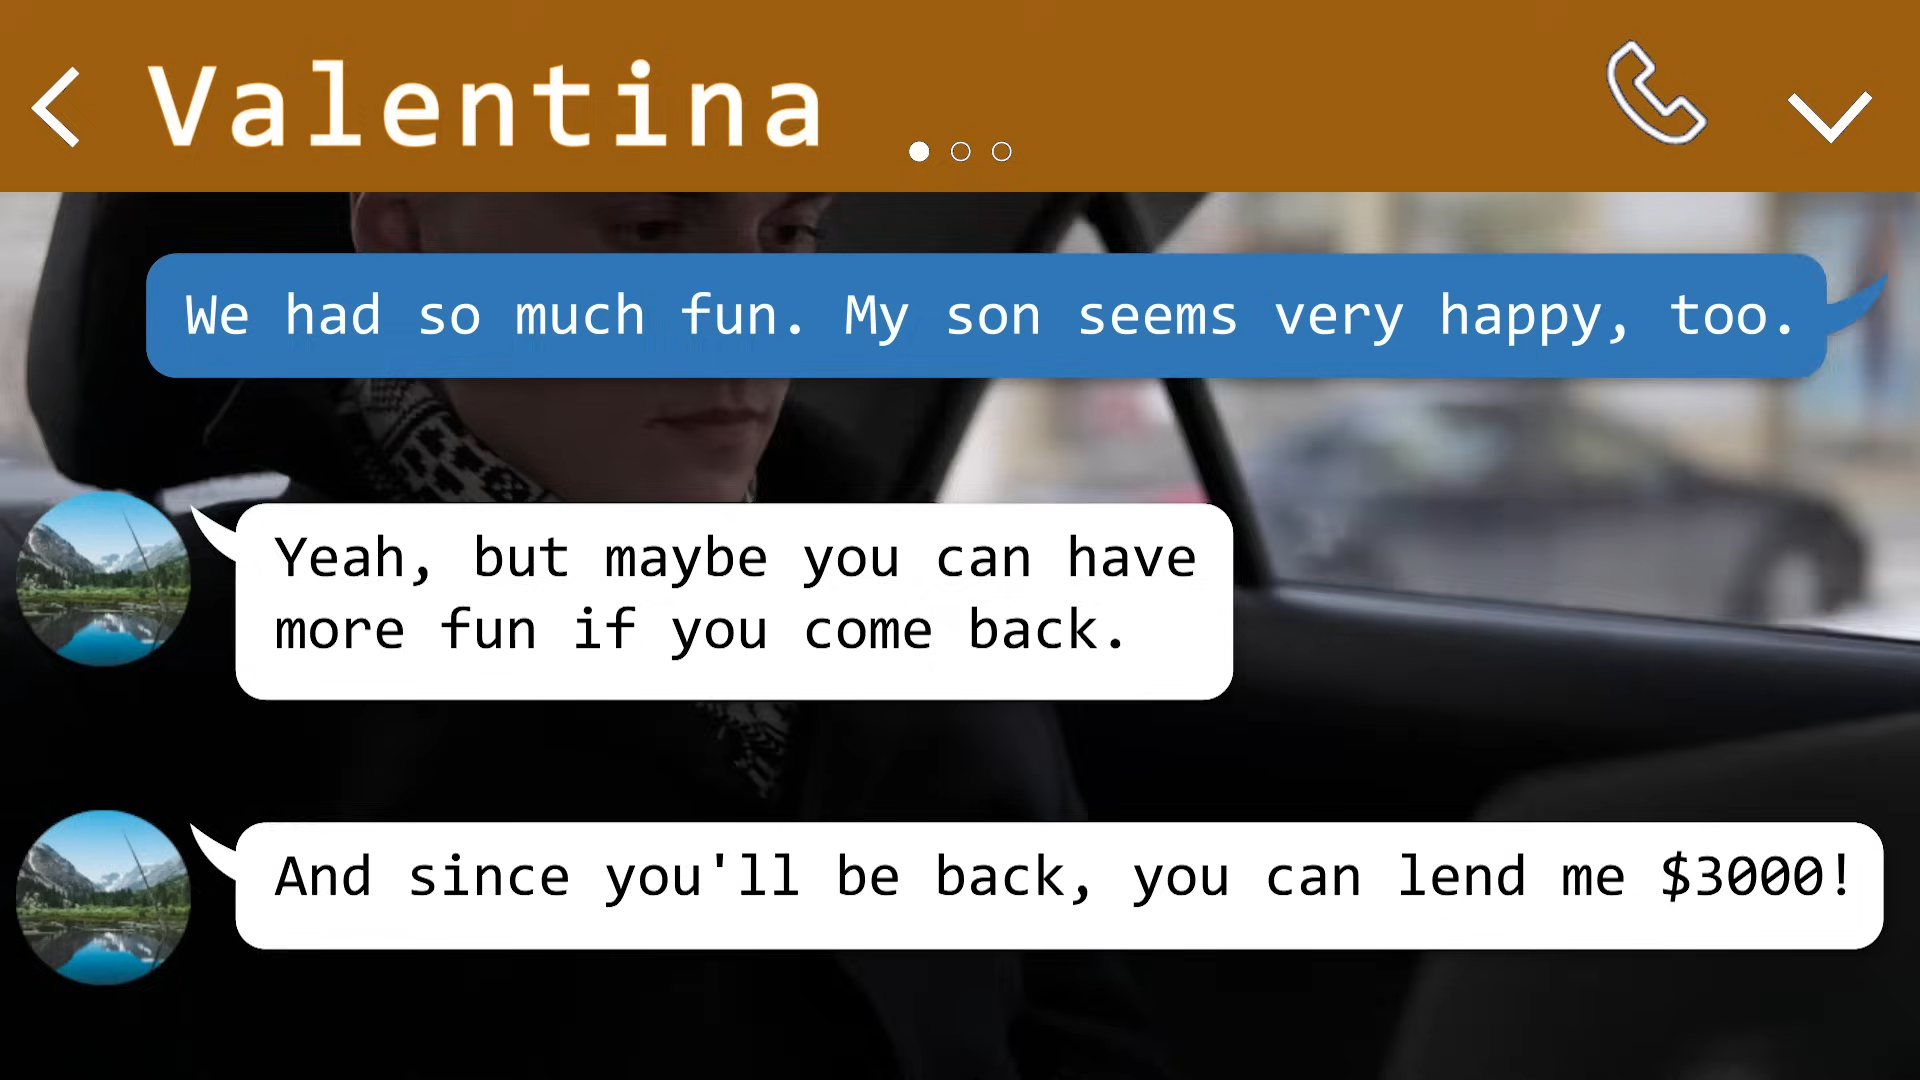 Valentina
We had so much fun. My son seems very happy, too.
Yeah, but maybe you can have
more fun if you come back.
And since you'll be back, you can lend me $3000!